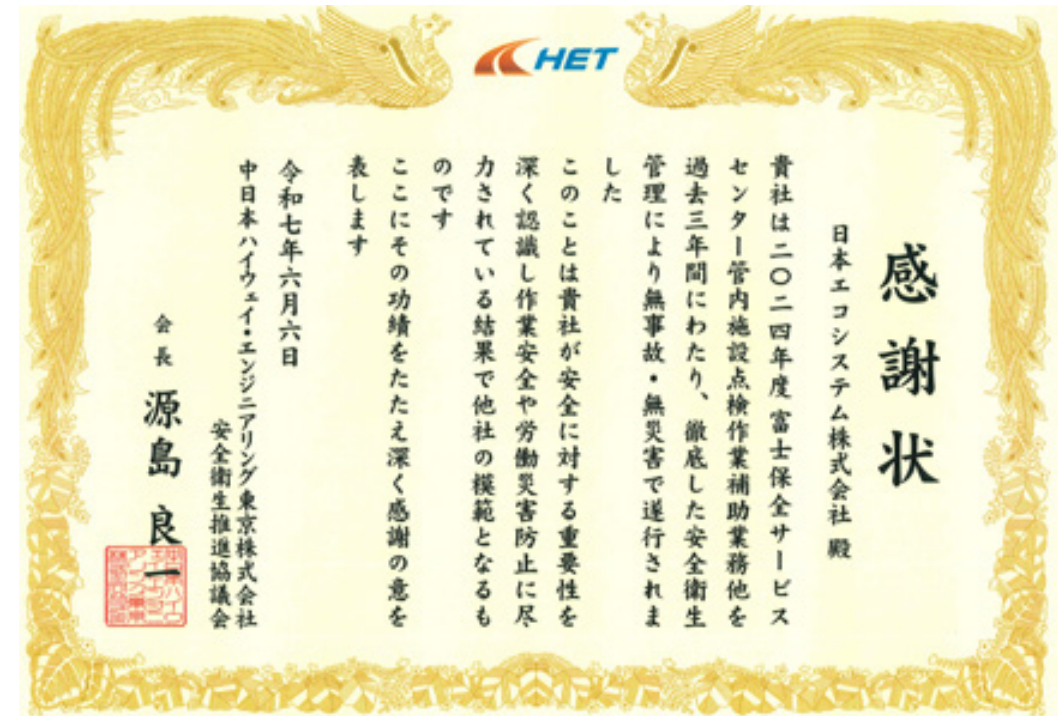 HET
感謝状
日本エコシステム株式会社 殿
貴社は二〇二四年度 富士保全サービス
センター管内施設点検作業補助業務他を
過去三年間にわたり、徹底した安全衛生
管理により無事故・無災害で遂行されま
した
このことは貴社が安全に対する重要性を
深く認識し作業安全や労働災害防止に尽
力されている結果で他社の模範となるも
のです
ここにその功績をたたえ深く感謝の意を
表します
令和七年六月六日
中日本ハイウェイ・エンジニアリング東京株式会社
安全衛生推進協議会
会長 源島 良一